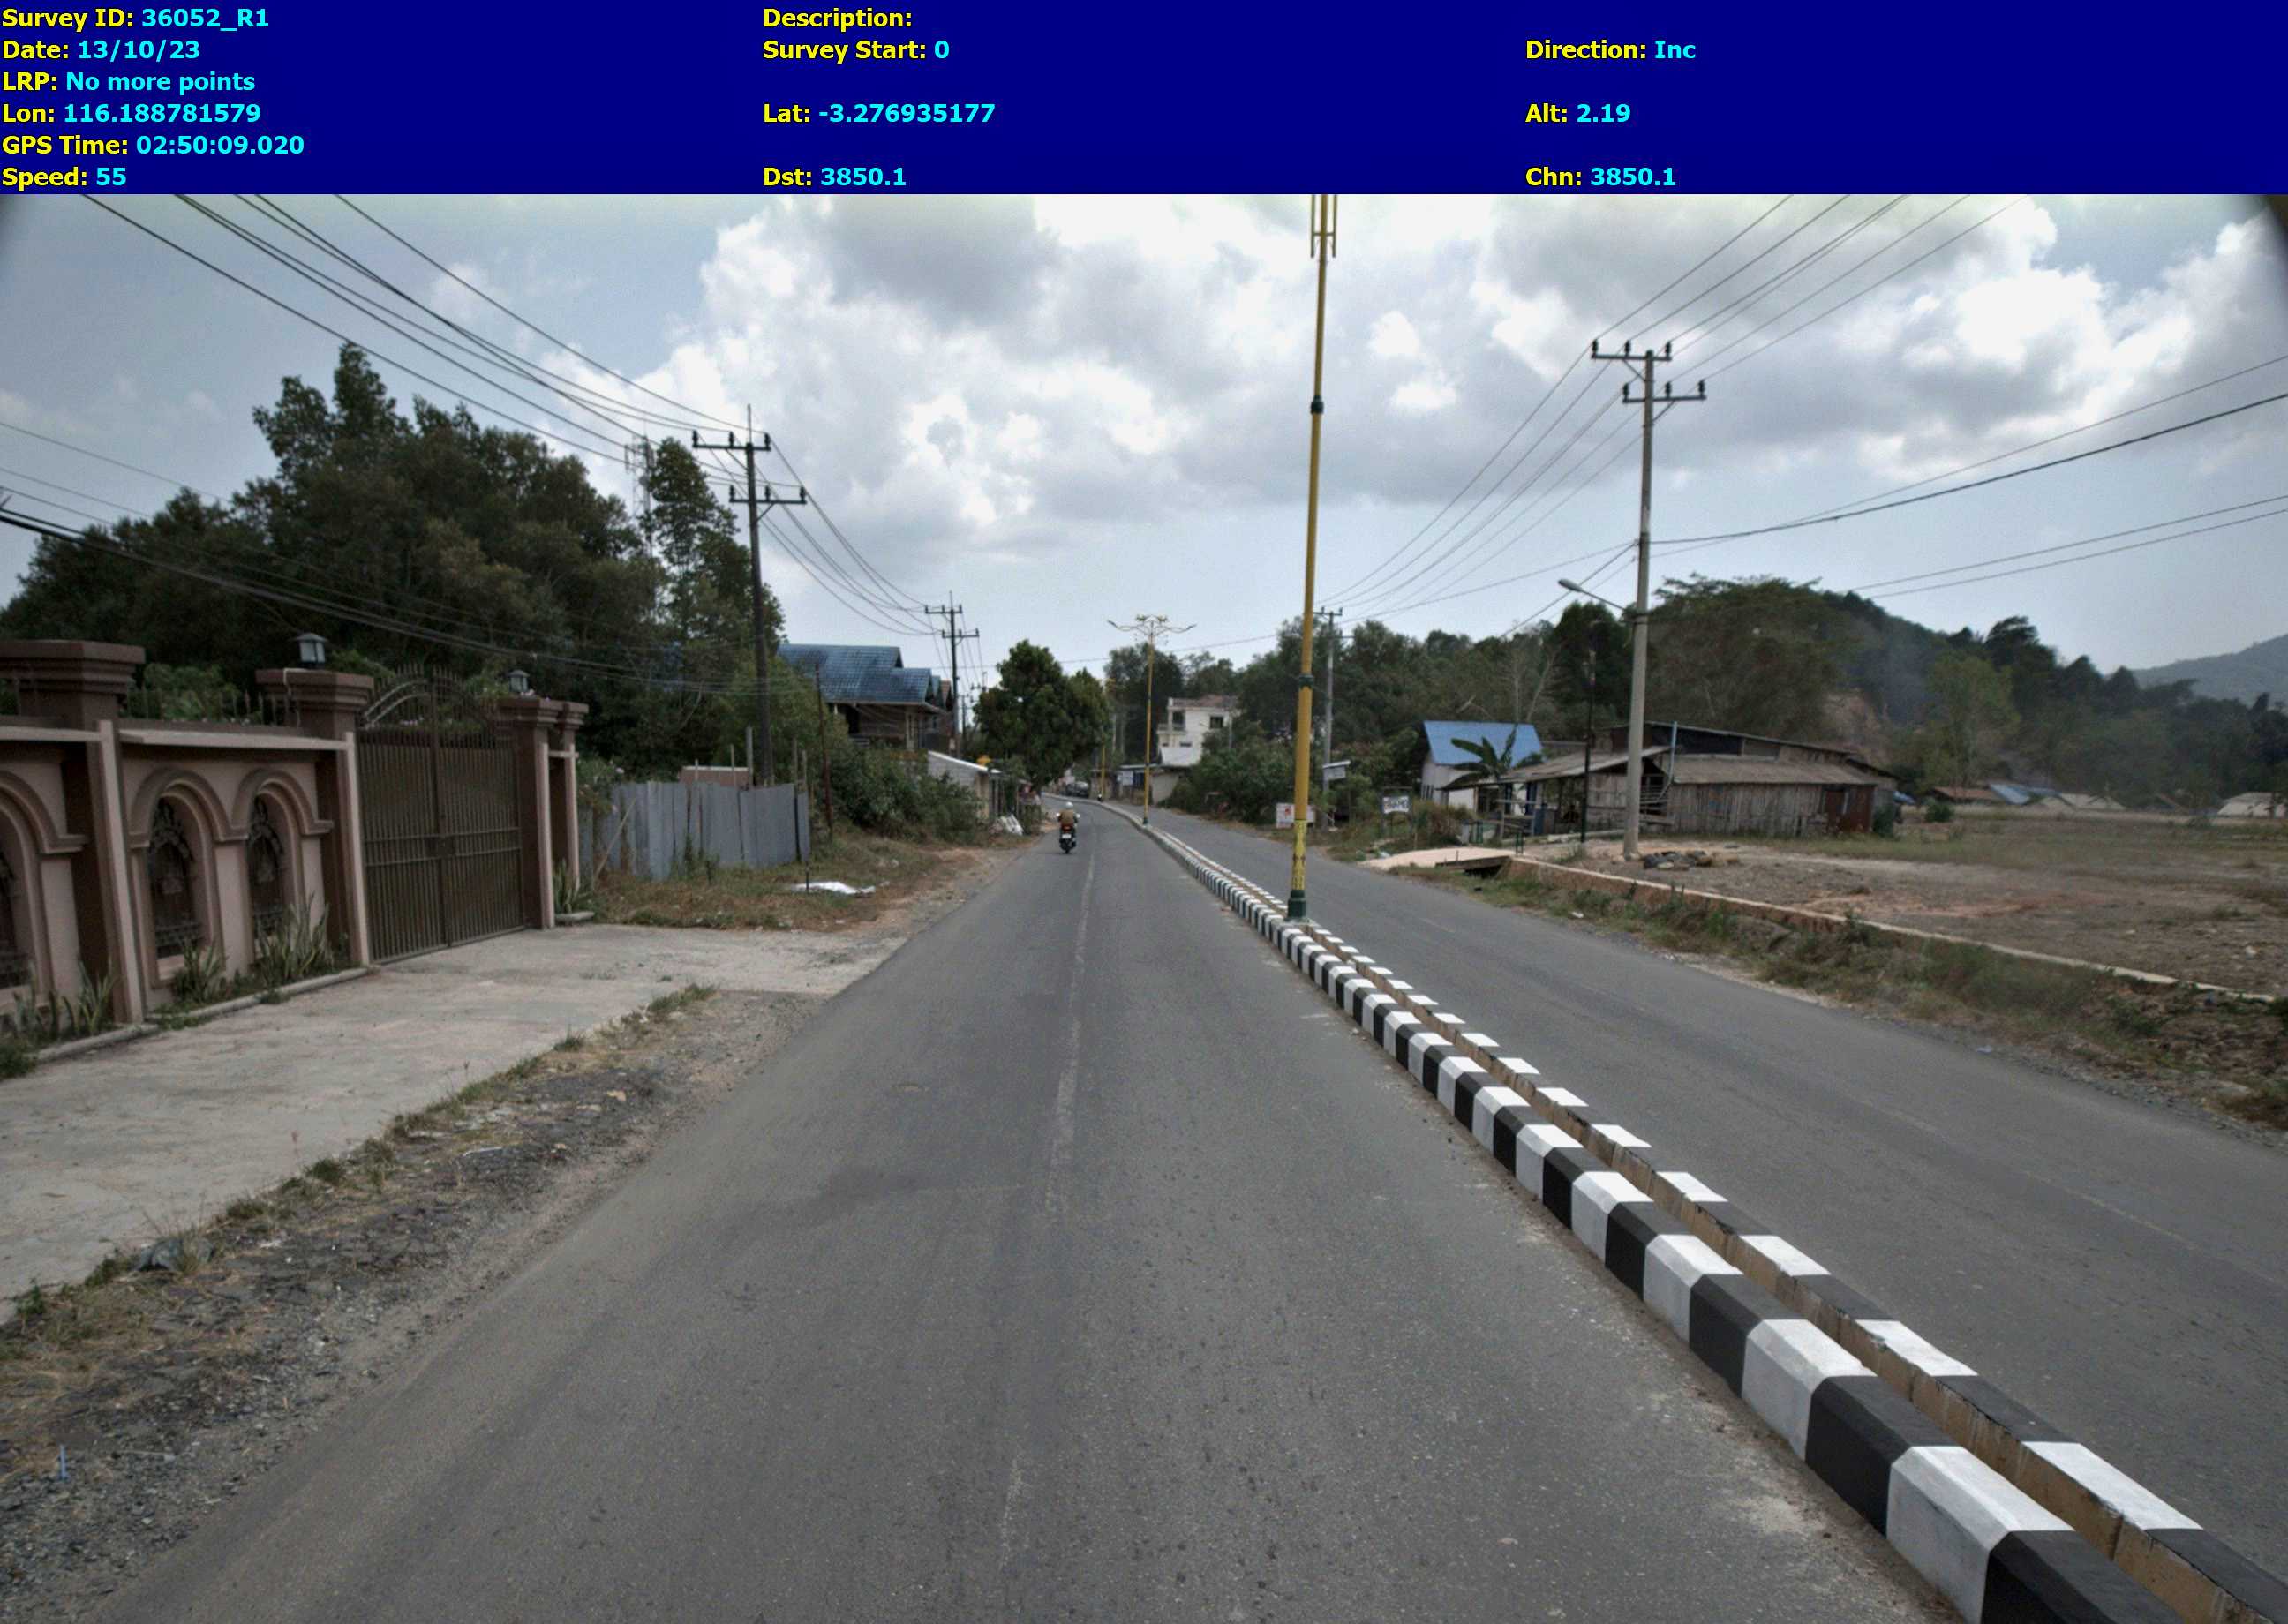 Survey ID: 36052_R1
Description:
Date: 13/10/23
Survey Start: 0
Direction: Inc
LRP: No more points
Lon: 116.188781579
Lat: -3.276935177
Alt: 2.19
GPS Time: 02:50:09.020
Speed: 55
Dst: 3850.1
Chn: 3850.1